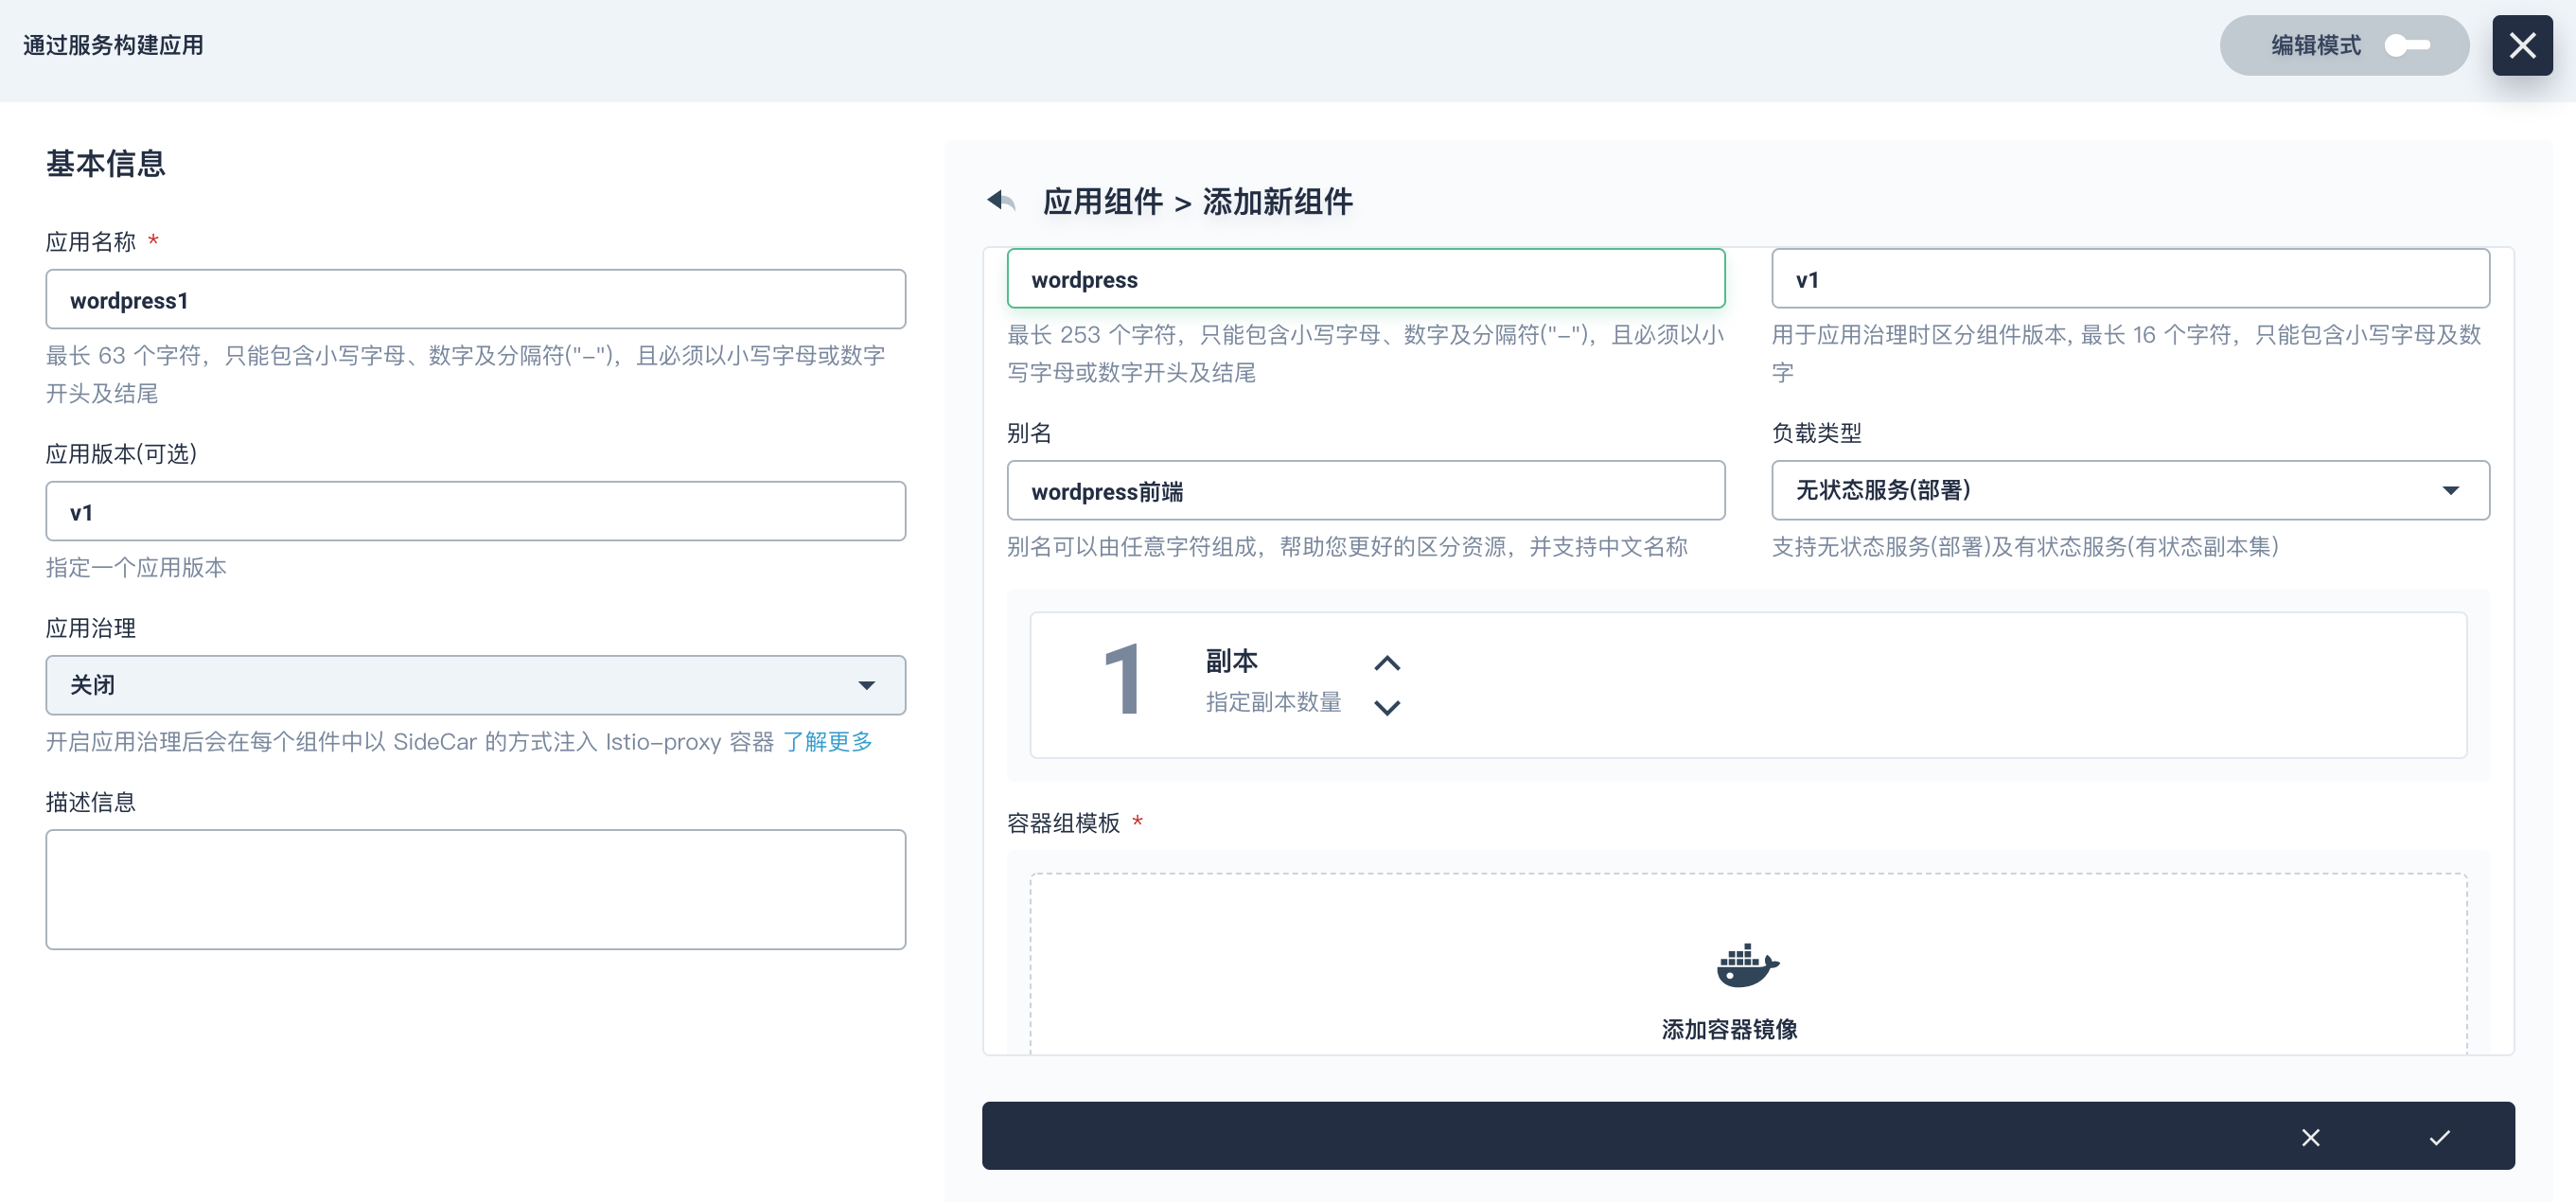 通过服务构建应用
编辑模式
基本信息
应用名称 *
wordpress1
最长 63 个字符，只能包含小写字母、数字及分隔符("-")，且必须以小写字母或数字
开头及结尾
应用版本(可选)
v1
指定一个应用版本
应用治理
关闭
开启应用治理后会在每个组件中以 SideCar 的方式注入 Istio-proxy 容器 了解更多
描述信息
应用组件 > 添加新组件
wordpress
最长 253 个字符，只能包含小写字母、数字及分隔符("-")，且必须以小
写字母或数字开头及结尾
v1
用于应用治理时区分组件版本, 最长 16 个字符，只能包含小写字母及数
字
别名
wordpress前端
别名可以由任意字符组成，帮助您更好的区分资源，并支持中文名称
负载类型
无状态服务(部署)
支持无状态服务(部署)及有状态服务(有状态副本集)
1
副本
指定副本数量
容器组模板 *
添加容器镜像